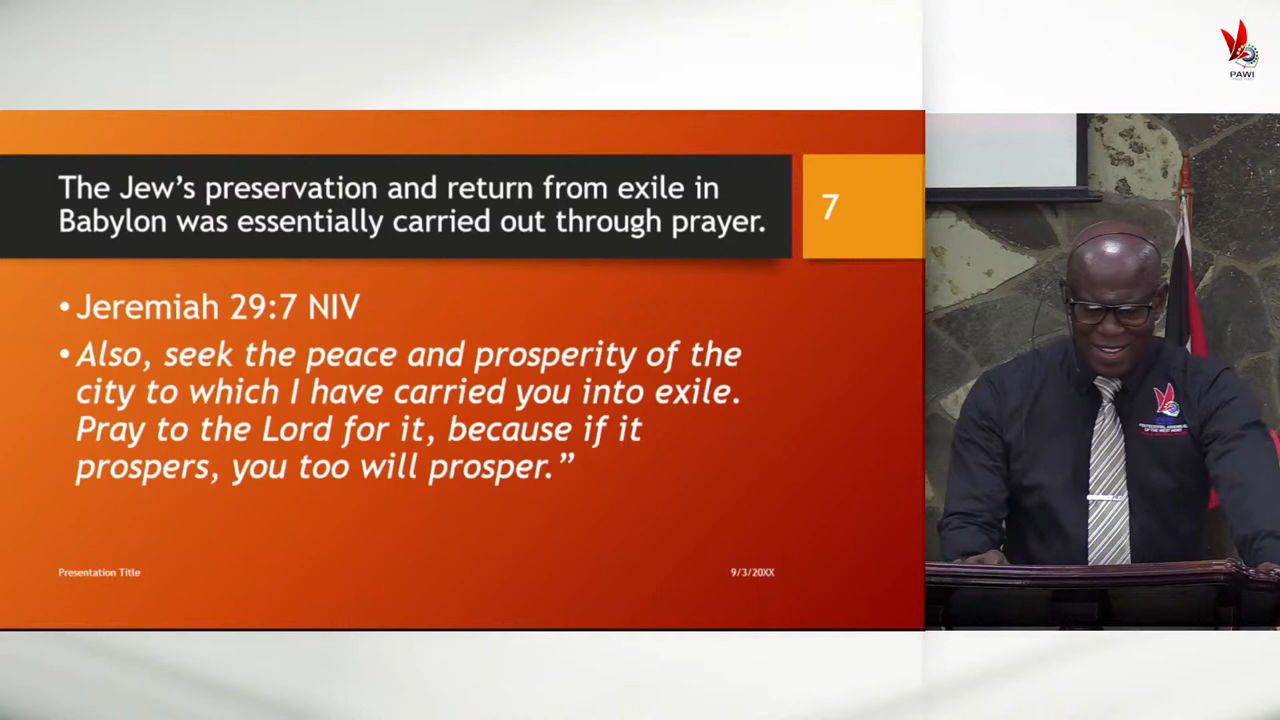 PAWI
The Jew's preservation and return from exile in
Babylon was essentially carried out through prayer.
7
•Jeremiah 29:7 NIV
•Also, seek the peace and prosperity of the
city to which I have carried you into exile.
Pray to the Lord for it, because if it
prospers, you too will prosper.”
Presentation Title
9/3/20XX